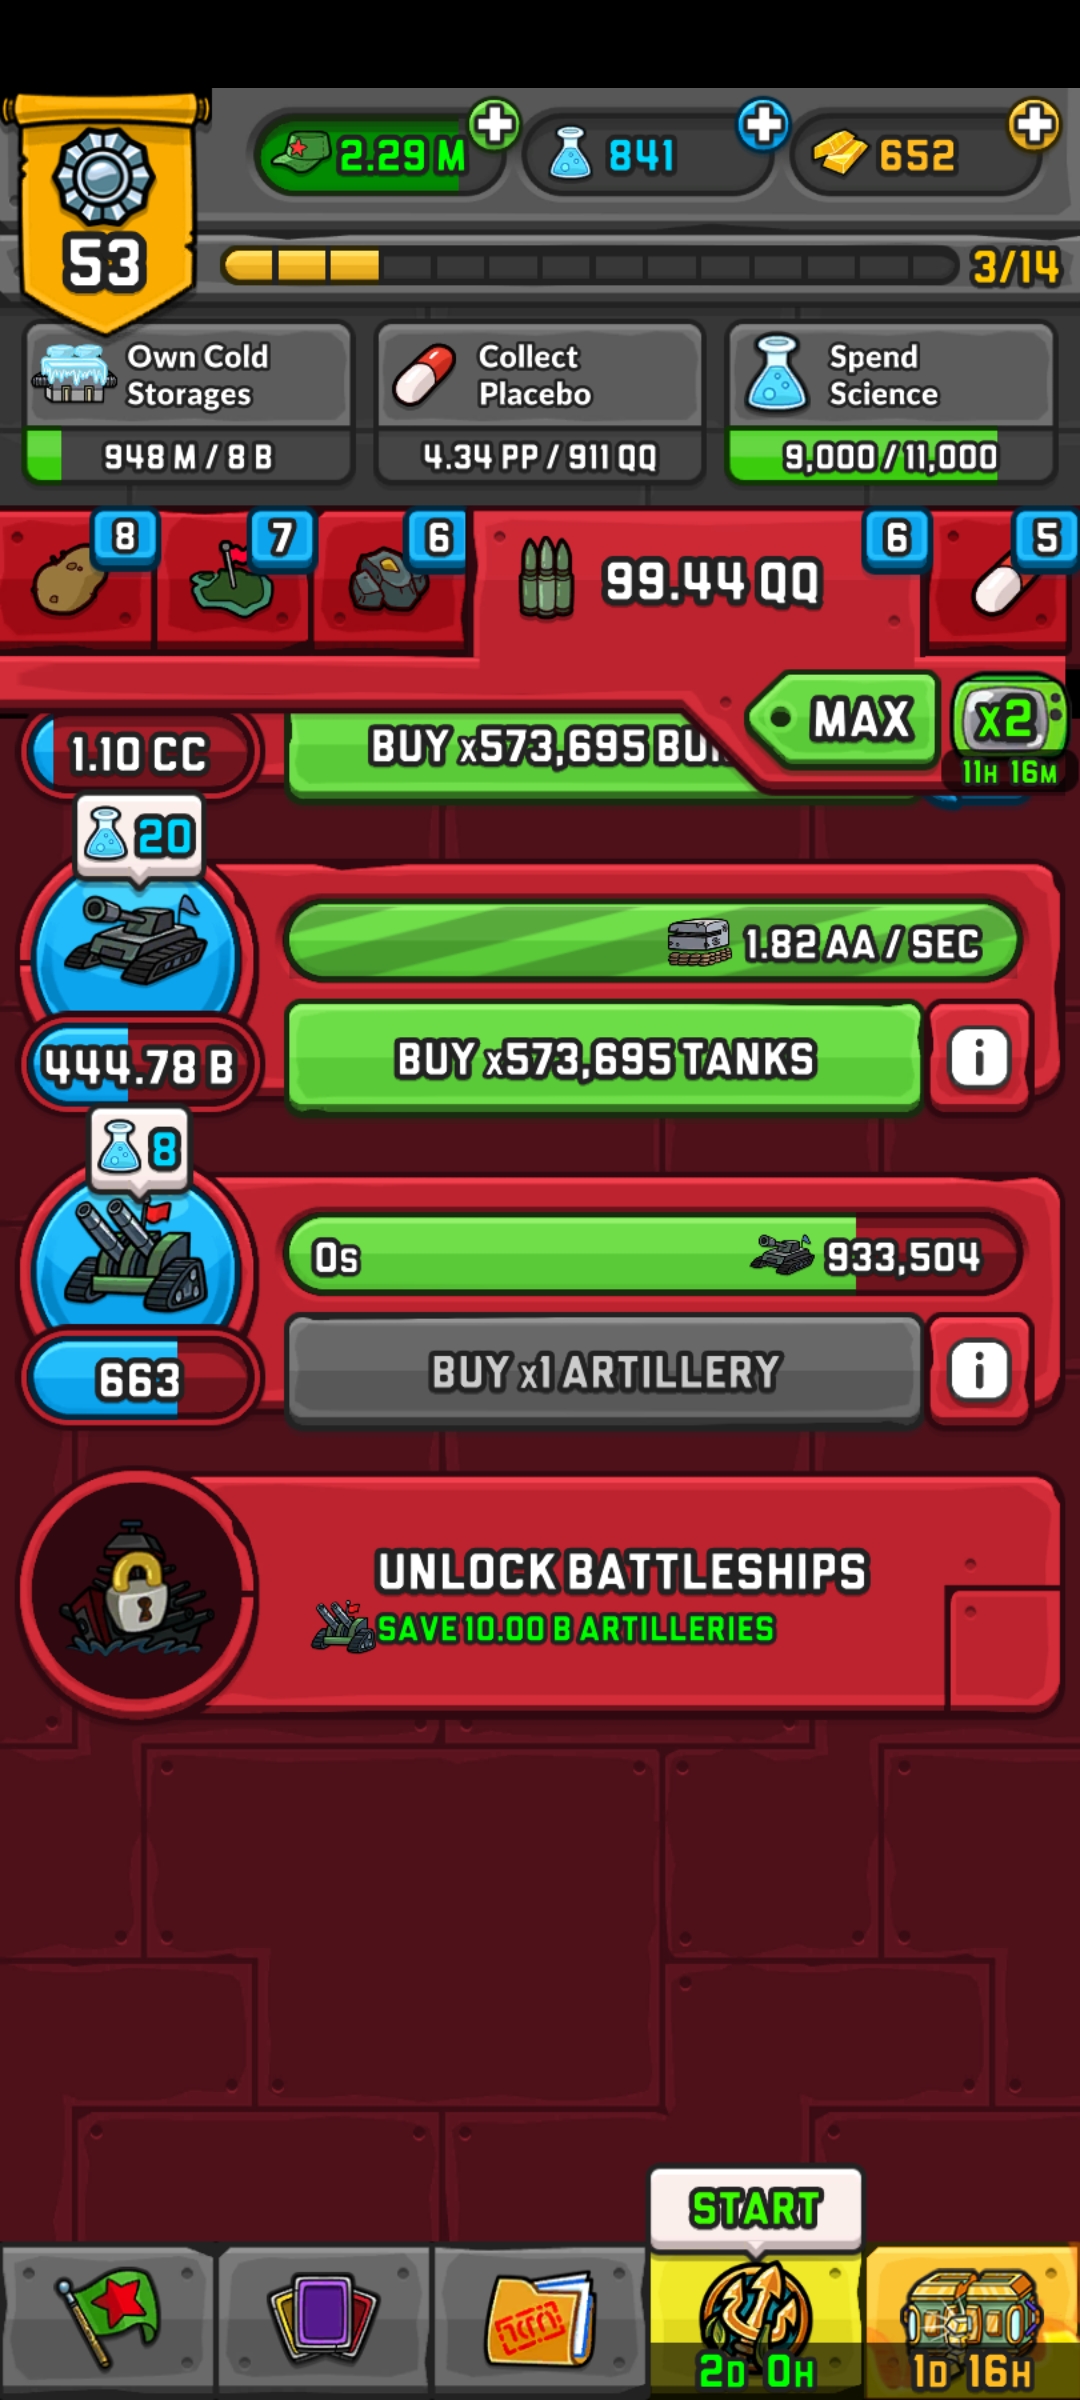 2.29 M
841
652
53
3/14
Own Cold
Storages
948 M / 8 B
Collect
Placebo
4.34 PP / 911 QQ
Spend
Science
9,000 / 11,000
8
7
6
99.44 QQ
6
5
MAX
x2
11H 16M
1.10 CC
BUY x573,695
20
1.82 AA / SEC
444.78 B
BUY x573,695 TANKS
i
8
0s
933,504
663
BUY x1 ARTILLERY
i
UNLOCK BATTLESHIPS
SAVE 10.00 B ARTILLERIES
START
2D 0H
1D 16H